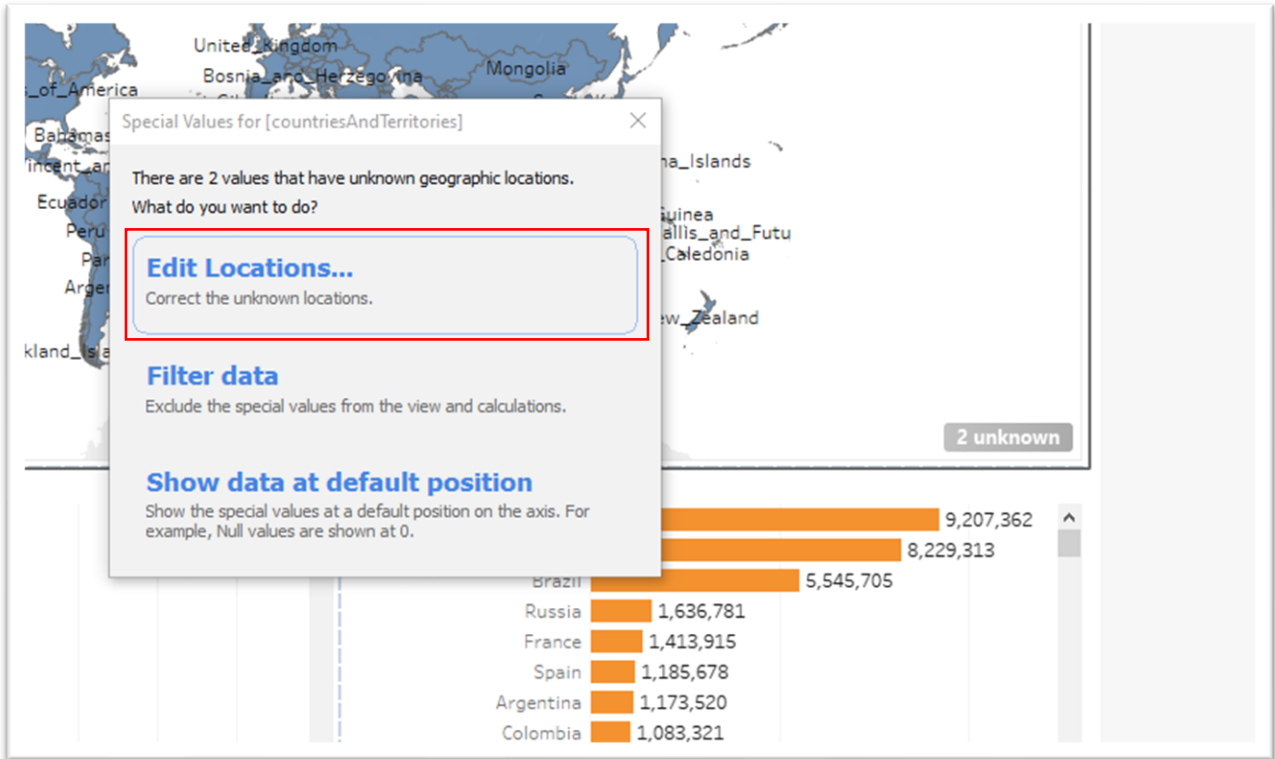 United_Kingdom
Bosnia_and_Herzegovina
Mongolia
s_of_America
Special Values for [countriesAndTerritories]
Bahamas
There are 2 values that have unknown geographic locations.
na_Islands
What do you want to do?
Ecuador
Guinea
Peru
allis_and_Futu
Edit Locations...
_Caledonia
Correct the unknown locations.
ew_Zealand
Filter data
Exclude the special values from the view and calculations.
2 unknown
Show data at default position
Show the special values at a default position on the axis. For
example, Null values are shown at 0.
9,207,362
8,229,313
Brazil 5,545,705
Russia 1,636,781
France 1,413,915
Spain 1,185,678
Argentina 1,173,520
Colombia 1,083,321